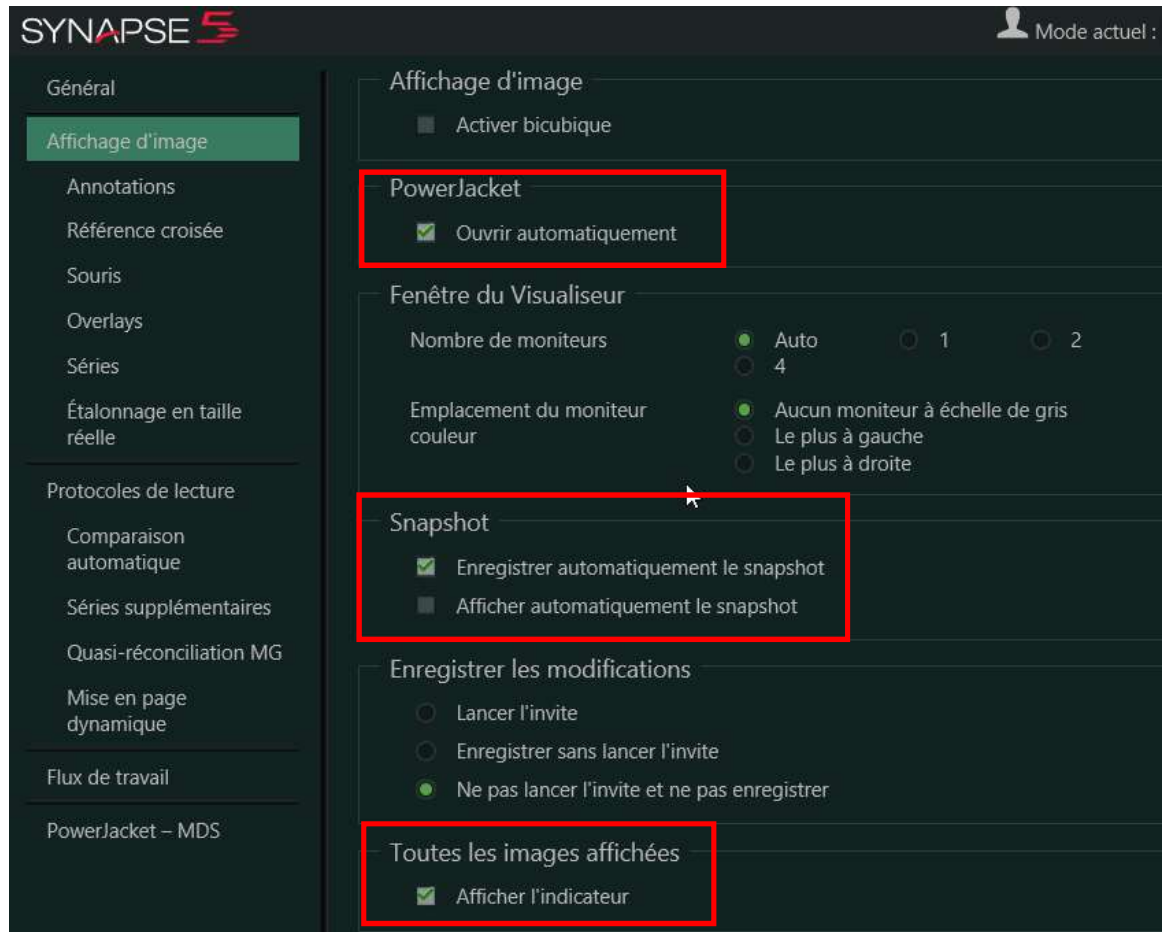 SYNAPSE 5
Mode actuel :
Général
Affichage d'image
Annotations
Référence croisée
Souris
Overlays
Séries
Étalonnage en taille
réelle
Protocoles de lecture
Comparaison
automatique
Séries supplémentaires
Quasi-réconciliation MG
Mise en page
dynamique
Flux de travail
PowerJacket – MDS
Affichage d'image
Activer bicubique
PowerJacket
Ouvrir automatiquement
Fenêtre du Visualiseur
Nombre de moniteurs
Auto 1 2
4
Emplacement du moniteur
couleur
Aucun moniteur à échelle de gris
Le plus à gauche
Le plus à droite
Snapshot
Enregistrer automatiquement le snapshot
Afficher automatiquement le snapshot
Enregistrer les modifications
Lancer l'invite
Enregistrer sans lancer l'invite
Ne pas lancer l'invite et ne pas enregistrer
Toutes les images affichées
Afficher l'indicateur